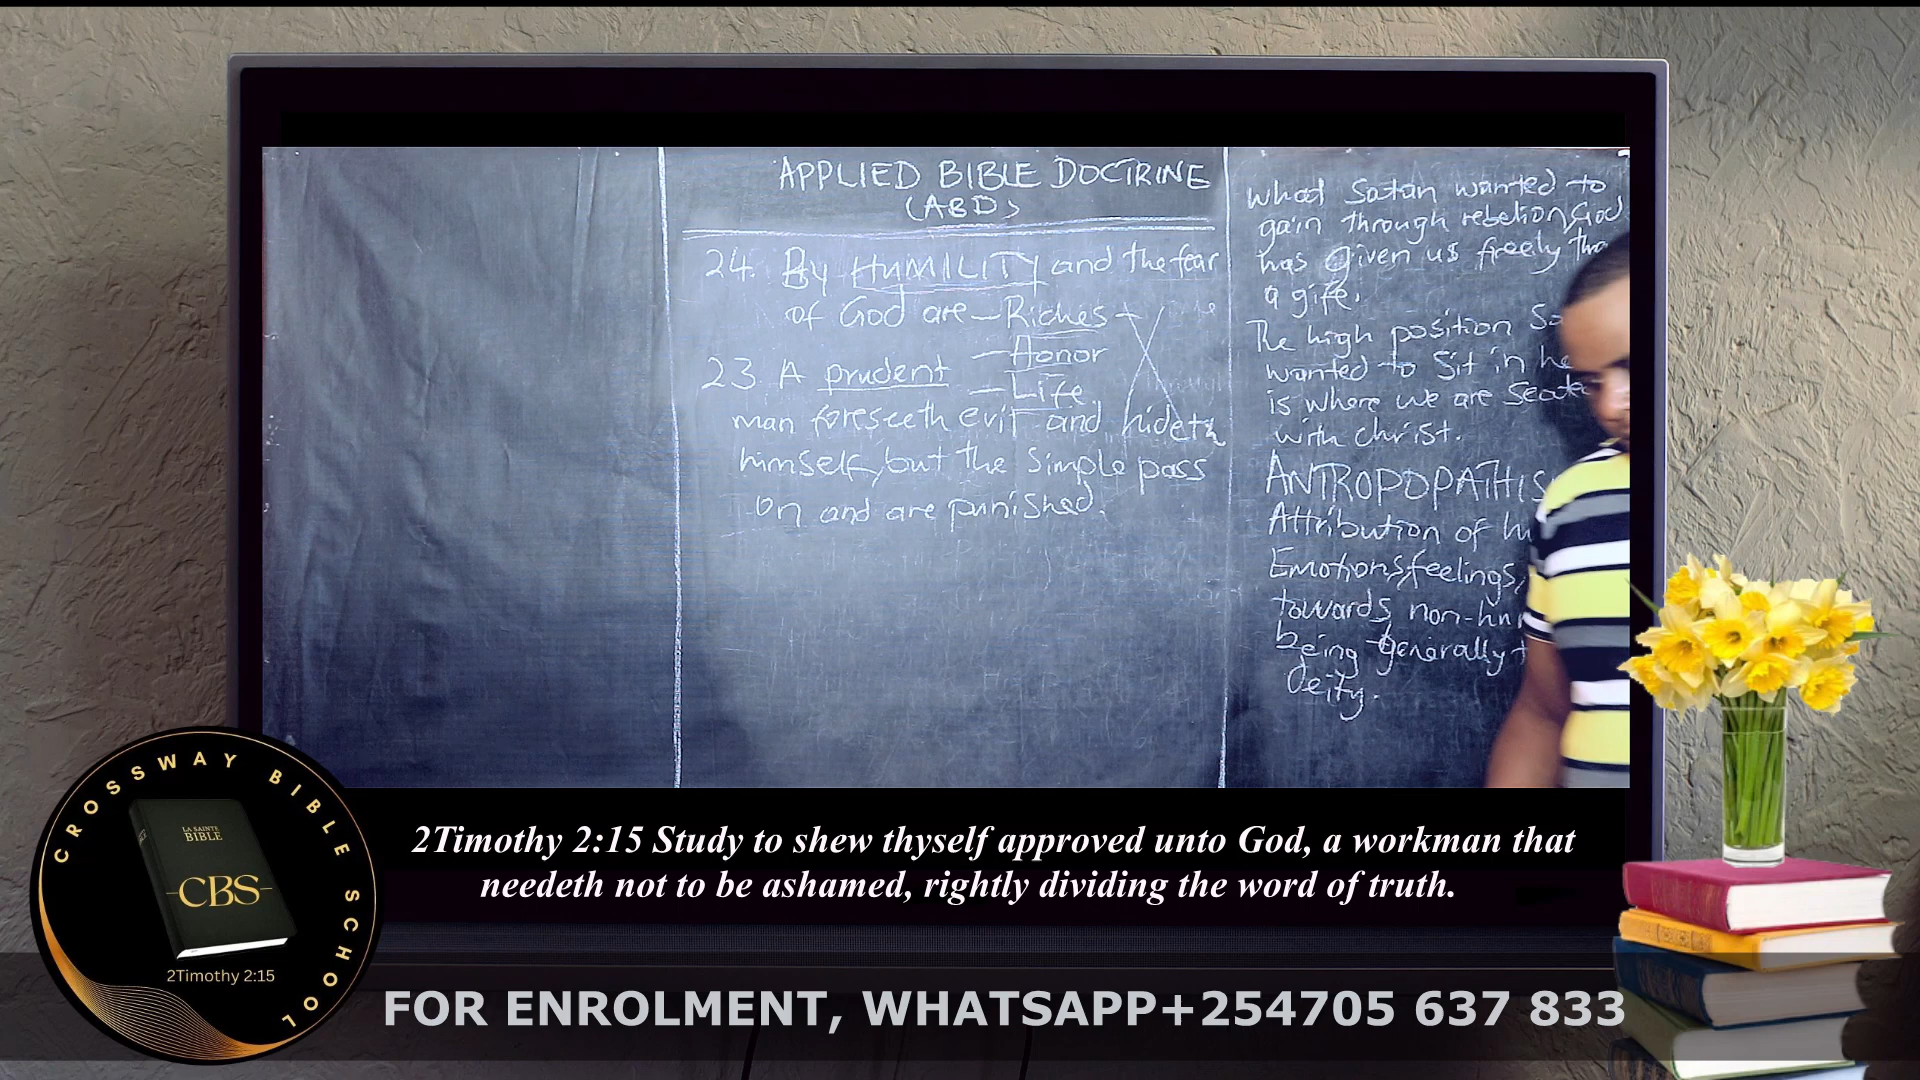 APPLIED BIBLE DOCTRINE
(ABD)
24. By HUMILITY and the fear
of God are - Riches
- Honor
- Life
23. A prudent
man foreseeth evil and hideth
himself, but the simple pass
on and are punished.
what Satan wanted to
gain through rebelion, God
has given us freely
a gift.
The high position
wanted to sit in
is where we are
with christ.
ANTROPOPATHIS
Attribution of
Emotions, feelings,
towards non-
being generally
deity.
CROSSWAY BIBLE SCHOOL
LA SAINTE
BIBLE
CBS
2Timothy 2:15
2Timothy 2:15 Study to shew thyself approved unto God, a workman that
needeth not to be ashamed, rightly dividing the word of truth.
FOR ENROLMENT, WHATSAPP+254705 637 833